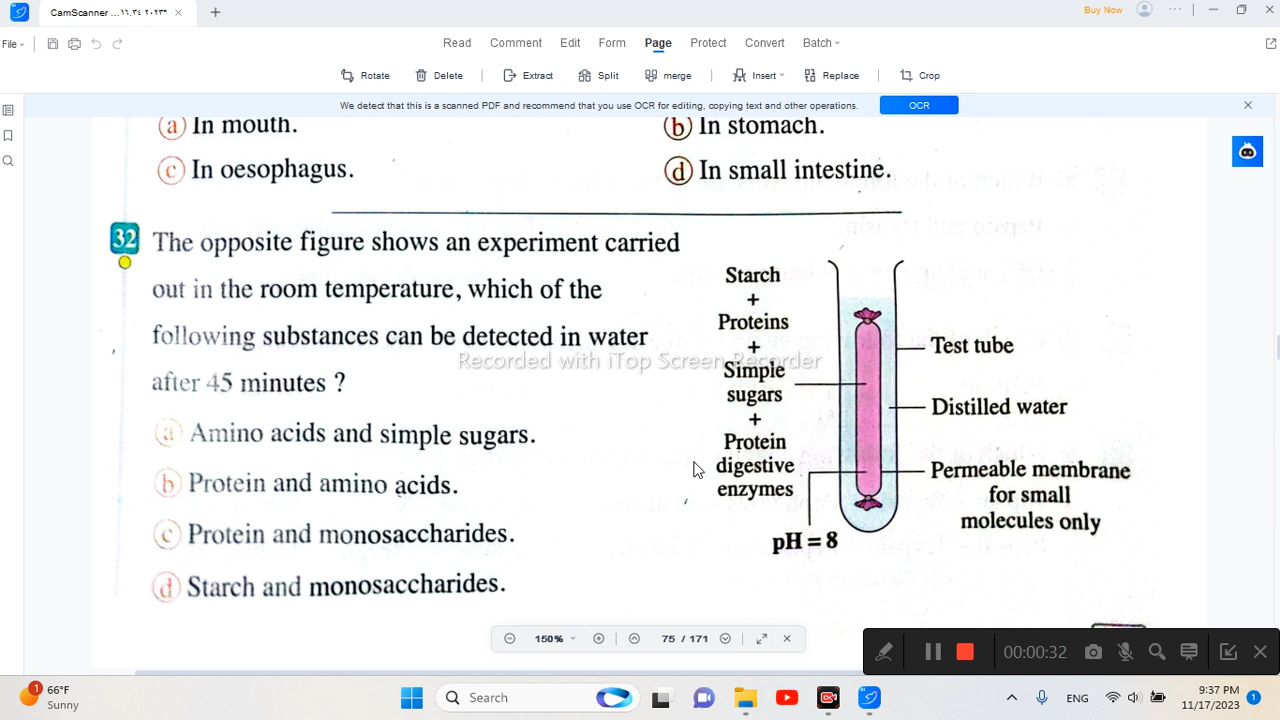 CamScanner ...
Buy Now
File
Read Comment Edit Form Page Protect Convert Batch
Rotate Delete Extract Split merge Insert Replace Crop
We detect that this is a scanned PDF and recommend that you use OCR for editing, copying text and other operations.
OCR
a In mouth.
b In stomach.
c In oesophagus.
d In small intestine.
32 The opposite figure shows an experiment carried
out in the room temperature, which of the
following substances can be detected in water
after 45 minutes ?
a Amino acids and simple sugars.
b Protein and amino acids.
c Protein and monosaccharides.
d Starch and monosaccharides.
Starch
+
Proteins
+
Simple
sugars
+
Protein
digestive
enzymes
pH = 8
Test tube
Distilled water
Permeable membrane
for small
molecules only
Recorded with iTop Screen Recorder
150%
75 / 171
00:00:32
1
66°F
Sunny
Search
ENG
9:37 PM
11/17/2023
1